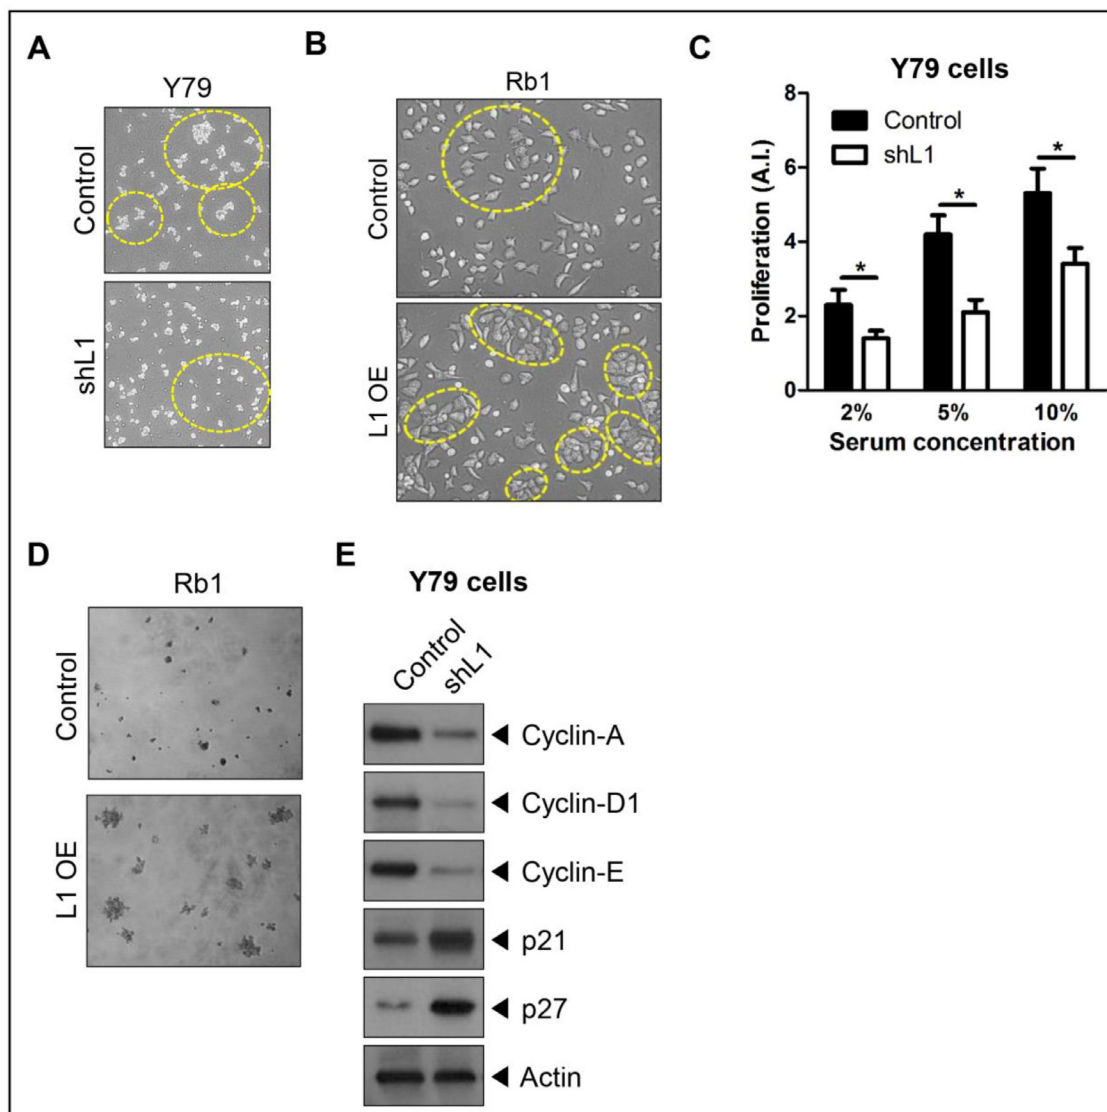 A
Y79
Control
shL1
B
Rb1
Control
L1 OE
C
Y79 cells
Proliferation (A.I.)
8
6
4
2
0
Control
shL1
*
*
*
2% 5% 10%
Serum concentration
D
Rb1
Control
L1 OE
E
Y79 cells
Control
shL1
Cyclin-A
Cyclin-D1
Cyclin-E
p21
p27
Actin